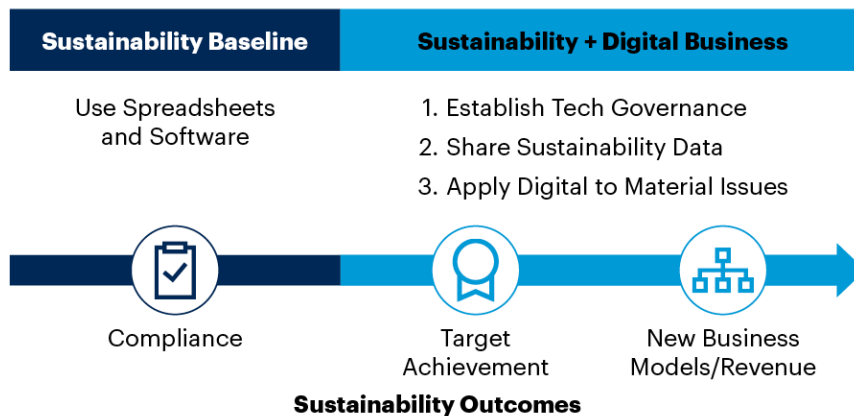 Sustainability Baseline
Sustainability + Digital Business
Use Spreadsheets
and Software
1. Establish Tech Governance
2. Share Sustainability Data
3. Apply Digital to Material Issues
Compliance
Target
Achievement
New Business
Models/Revenue
Sustainability Outcomes